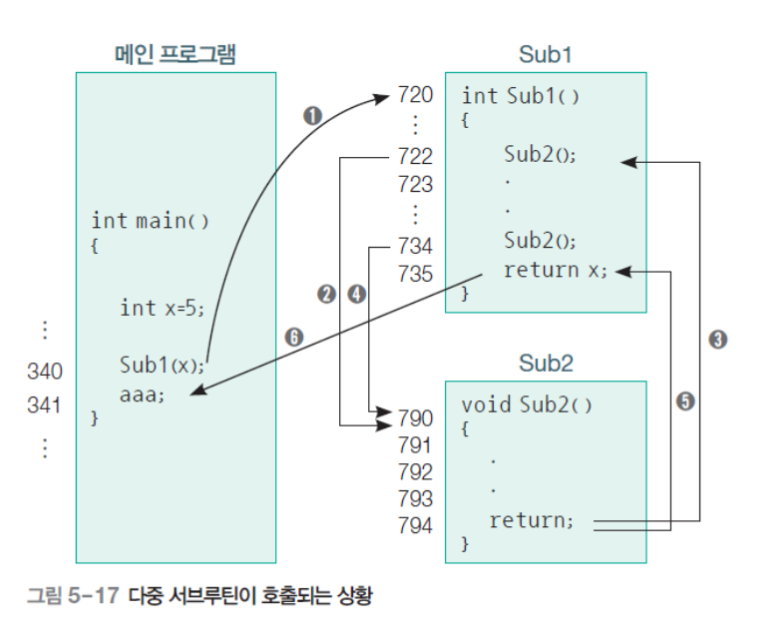 메인 프로그램
int main()
{
int x=5;
⋮
340 Sub1(x);
341 aaa;
}
⋮
Sub1
720 int Sub1()
⋮ {
722 Sub2();
723 .
⋮ .
734 Sub2();
735 return x;
}
Sub2
790 void Sub2()
791 {
792 .
793 .
794 return;
}
❶
❷ ❹
❻
❸
❺
그림 5-17 다중 서브루틴이 호출되는 상황